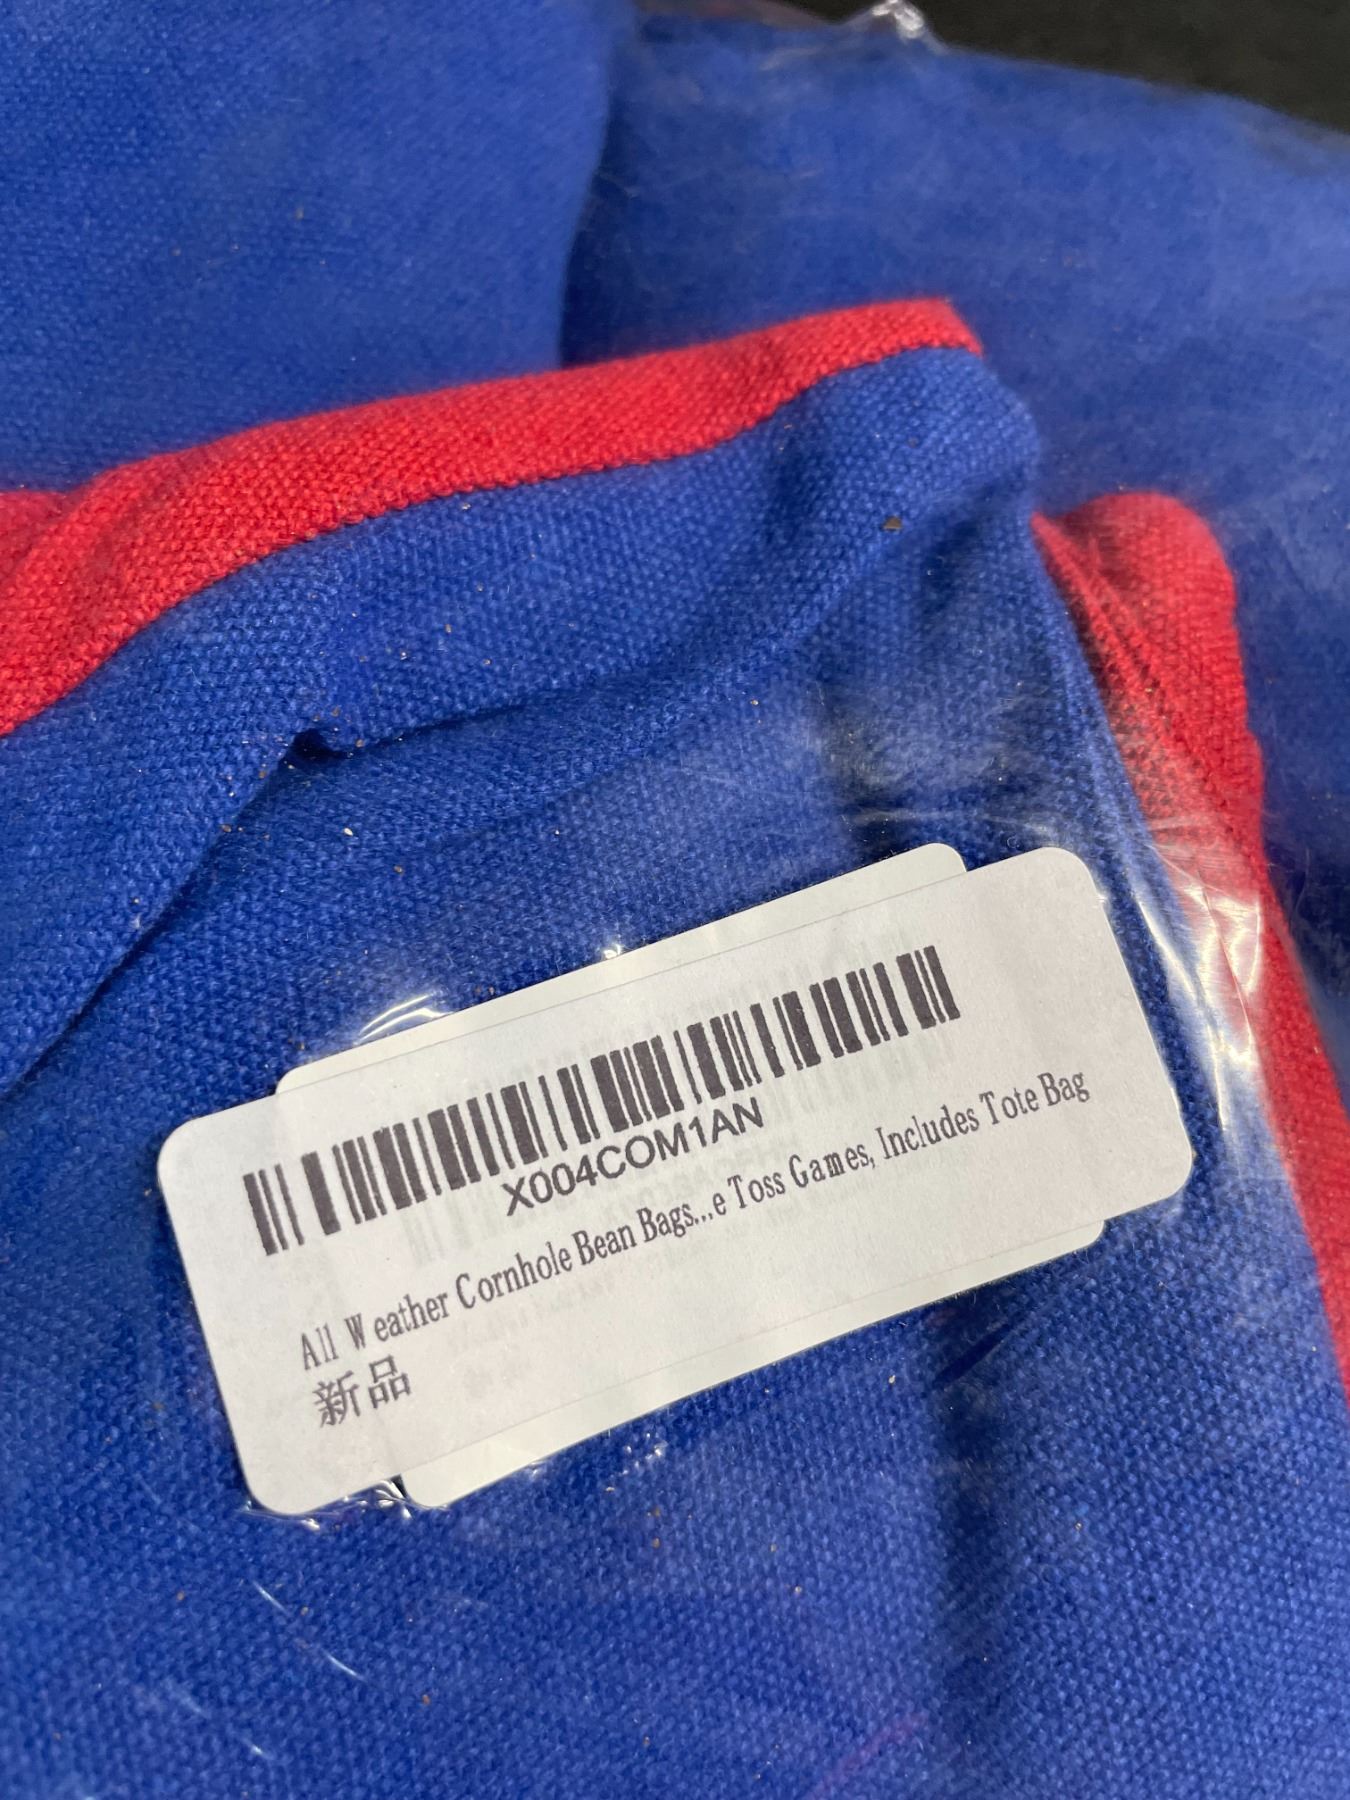 X004COM1AN
All Weather Cornhole Bean Bags...e Toss Games, Includes Tote Bag
新品